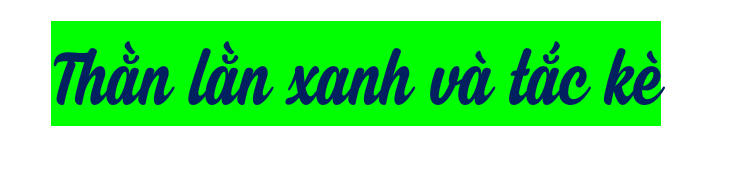 Thằn lằn xanh và tắc kè